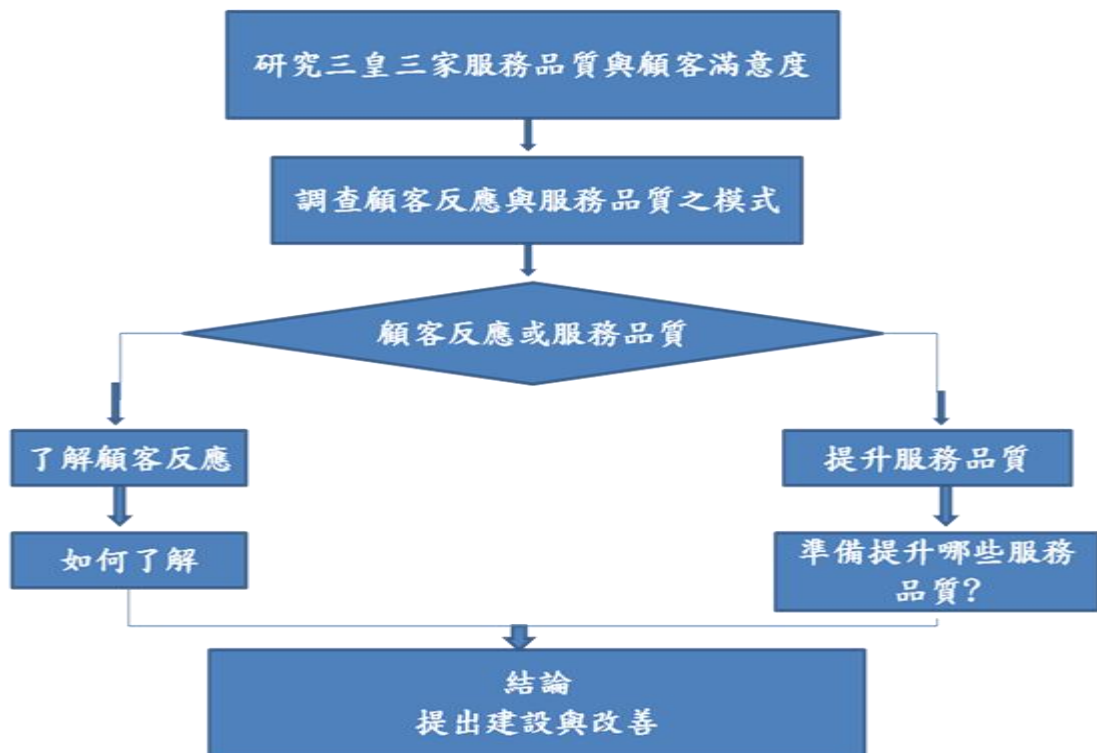 研究三皇三家服務品質與顧客滿意度
調查顧客反應與服務品質之模式
顧客反應或服務品質
了解顧客反應
提升服務品質
如何了解
準備提升哪些服務
品質?
結論
提出建設與改善